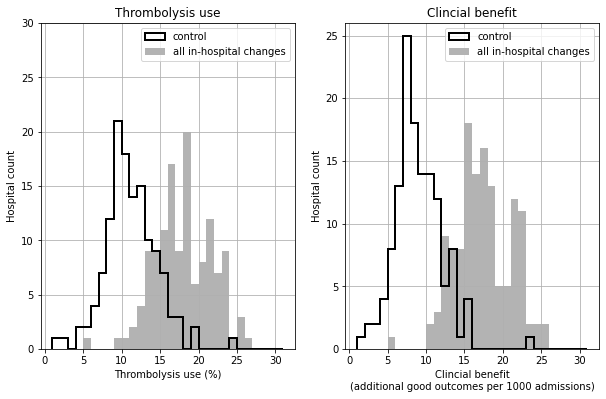 Thrombolysis use
30
25
20
15
10
5
0
Hospital count
control
all in-hospital changes
0 5 10 15 20 25 30
Thrombolysis use (%)
Clincial benefit
25
20
15
10
5
0
Hospital count
control
all in-hospital changes
0 5 10 15 20 25 30
Clincial benefit
(additional good outcomes per 1000 admissions)